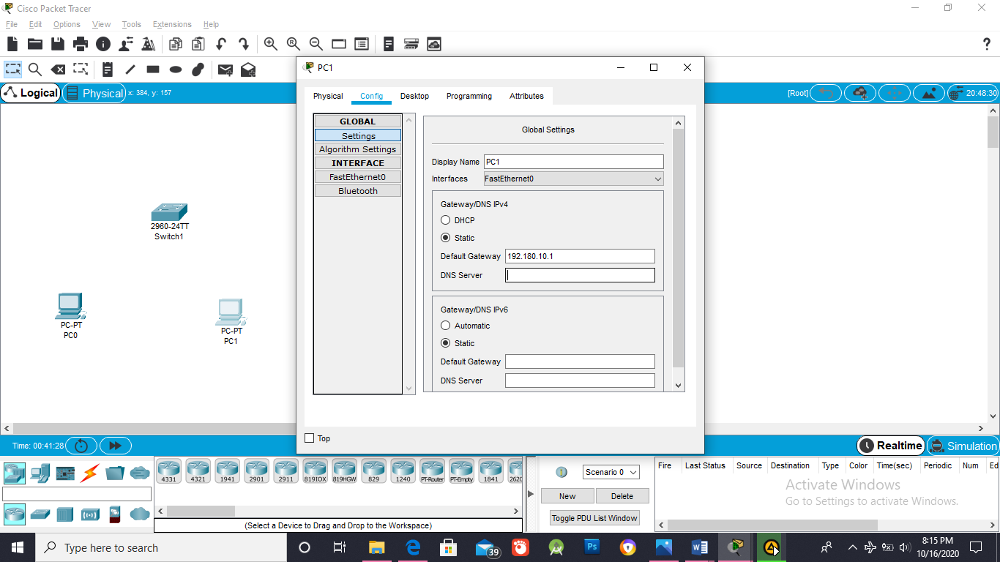 Cisco Packet Tracer
File Edit Options View Tools Extensions Help
?
Logical Physical x: 384, y: 157
[Root] 20:48:30
2960-24TT
Switch1
PC-PT
PC0
PC-PT
PC1
PC1
Physical Config Desktop Programming Attributes
GLOBAL
Settings
Algorithm Settings
INTERFACE
FastEthernet0
Bluetooth
Global Settings
Display Name PC1
Interfaces FastEthernet0
Gateway/DNS IPv4
DHCP
Static
Default Gateway 192.180.10.1
DNS Server
Gateway/DNS IPv6
Automatic
Static
Default Gateway
DNS Server
Top
Time: 00:41:28
Realtime Simulation
4331 4321 1941 2901 2911 819IOX 819HGW 829 1240 PT-Router PT-Empty 1841 2620
(Select a Device to Drag and Drop to the Workspace)
Scenario 0
New Delete
Toggle PDU List Window
Fire Last Status Source Destination Type Color Time(sec) Periodic Num Ed
Activate Windows
Go to Settings to activate Windows.
Type here to search
39
Ps
8:15 PM
10/16/2020